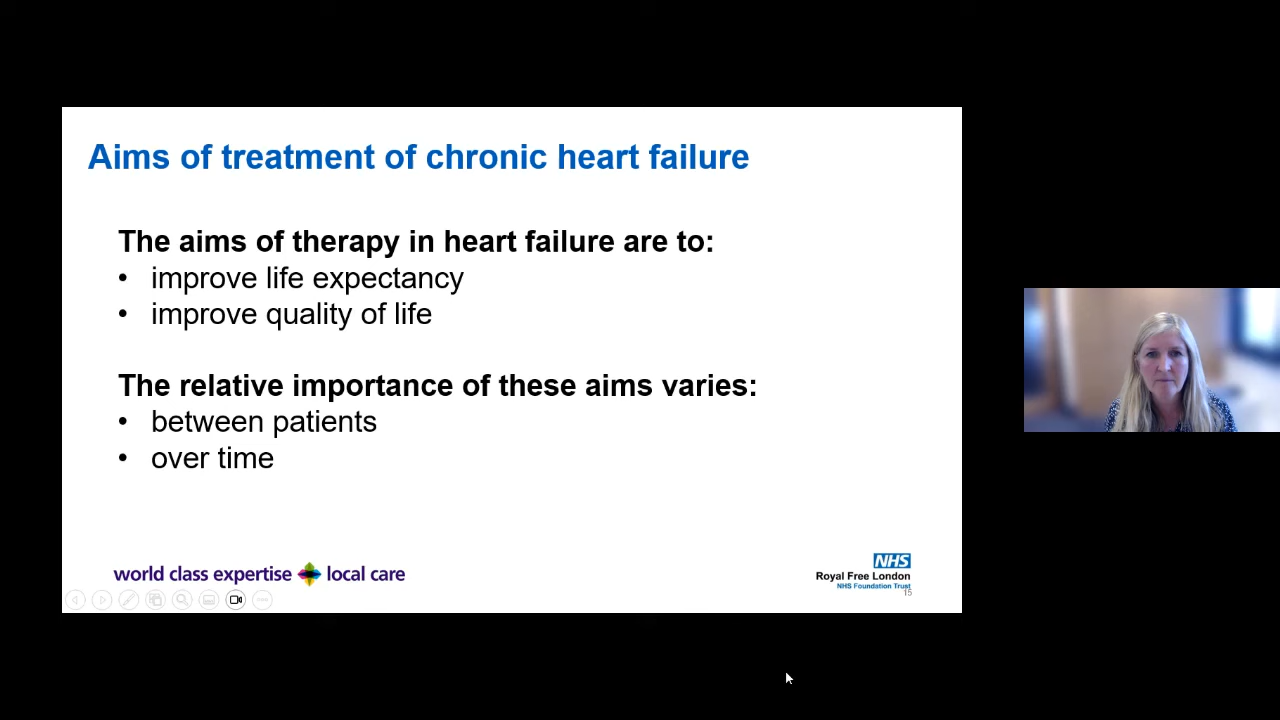 Aims of treatment of chronic heart failure
The aims of therapy in heart failure are to:
• improve life expectancy
• improve quality of life
The relative importance of these aims varies:
• between patients
• over time
world class expertise local care
NHS
Royal Free London
NHS Foundation Trust
15